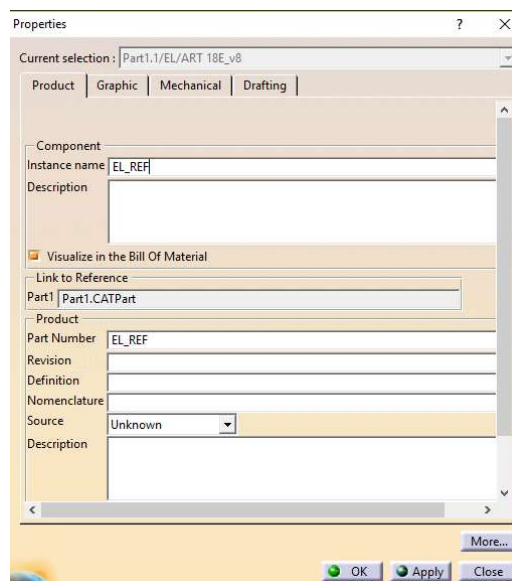 Properties ? X
Current selection : Part1.1/EL/ART 18E_v8
Product Graphic Mechanical Drafting
Component
Instance name EL_REF
Description
Visualize in the Bill Of Material
Link to Reference
Part1 Part1.CATPart
Product
Part Number EL_REF
Revision
Definition
Nomenclature
Source Unknown
Description
More...
OK Apply Close